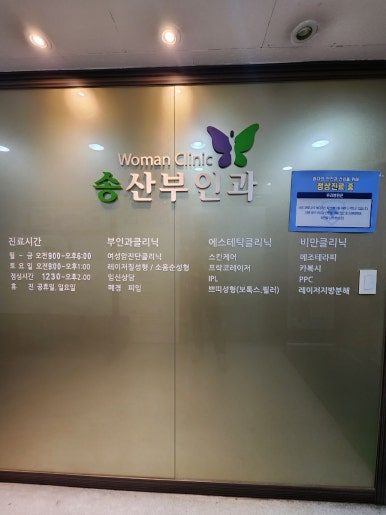 Woman Clinic
송산부인과
정상진료 중
진료시간
월 - 금 오전9:00~오후6:00
토 요 일 오전9:00~오후1:00
점심시간 12:30~오후2:00
휴 진 공휴일, 일요일
부인과클리닉
여성암진단클리닉
레이저질성형 / 소음순성형
임신상담
폐경 피임
에스테틱클리닉
스킨케어
프락코레이저
IPL
쁘띠성형(보톡스,필러)
비만클리닉
메조테라피
카복시
PPC
레이저지방분해